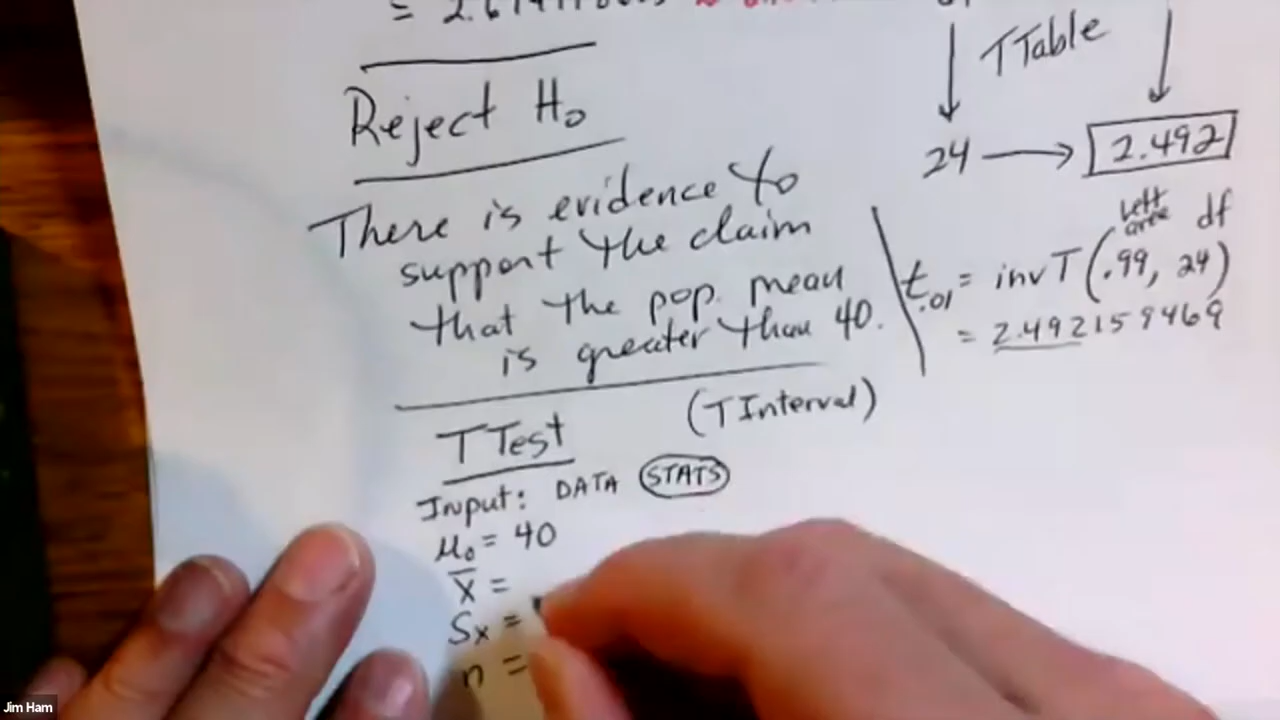 TTable
Reject H₀
24 → 2.492
There is evidence to
support the claim
that the pop. mean
is greater than 40.
Left df
t.01 = invT (.99, 24)
= 2.492159469
TTest (TInterval)
Input: DATA STATS
μ₀ = 40
x̄ =
Sx =
n =
Jim Ham